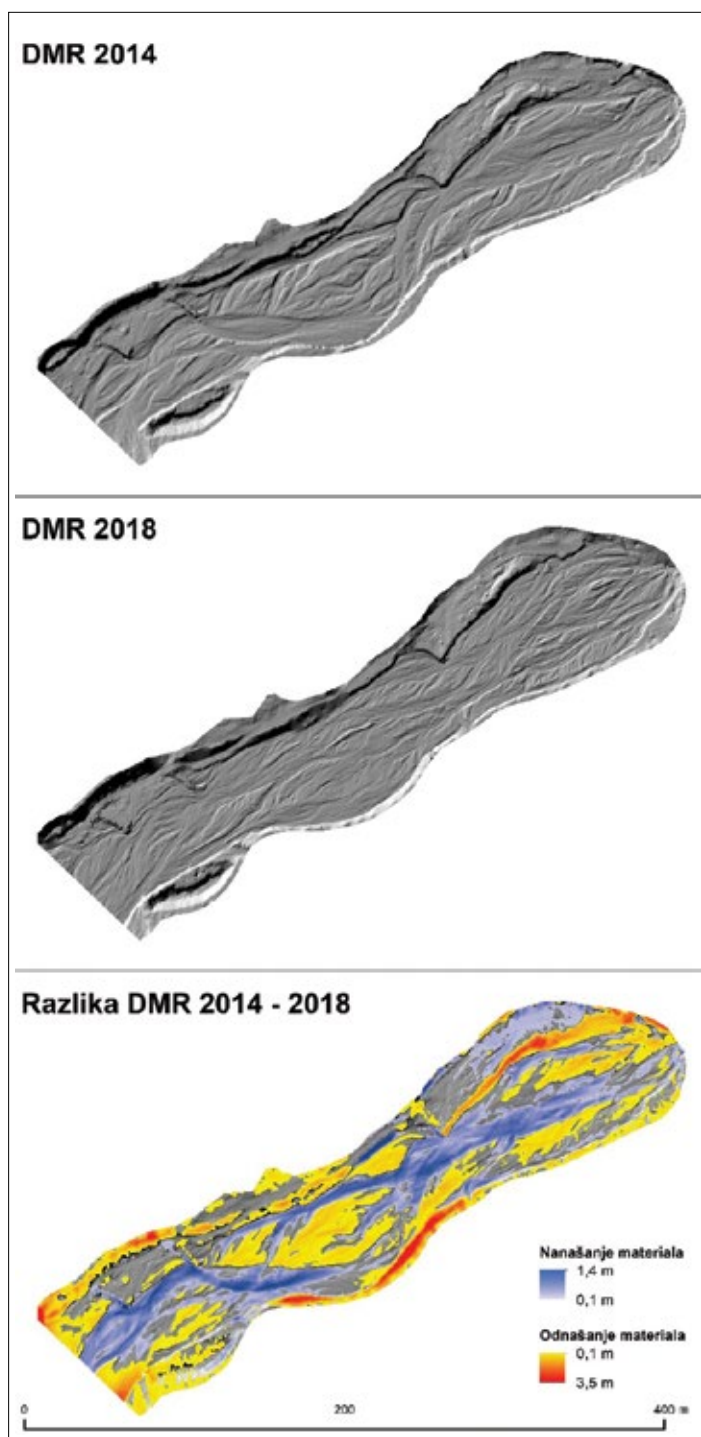 DMR 2014
DMR 2018
Razlika DMR 2014 - 2018
Nanašanje materiala
1,4 m
0,1 m
Odnašanje materiala
0,1 m
3,5 m
0 200 400 m